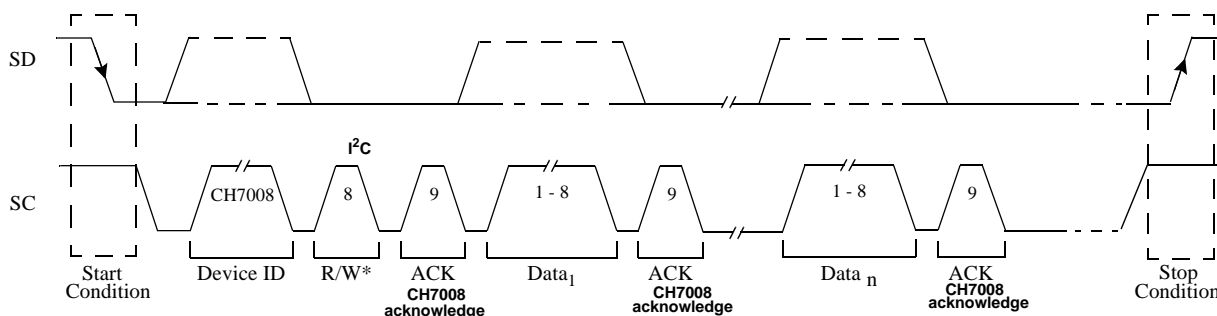 SD
I²C
SC
CH7008
8
9
1 - 8
9
1 - 8
9
Start
Condition
Device ID
R/W*
ACK
CH7008
acknowledge
Data₁
ACK
CH7008
acknowledge
Data n
ACK
CH7008
acknowledge
Stop
Condition